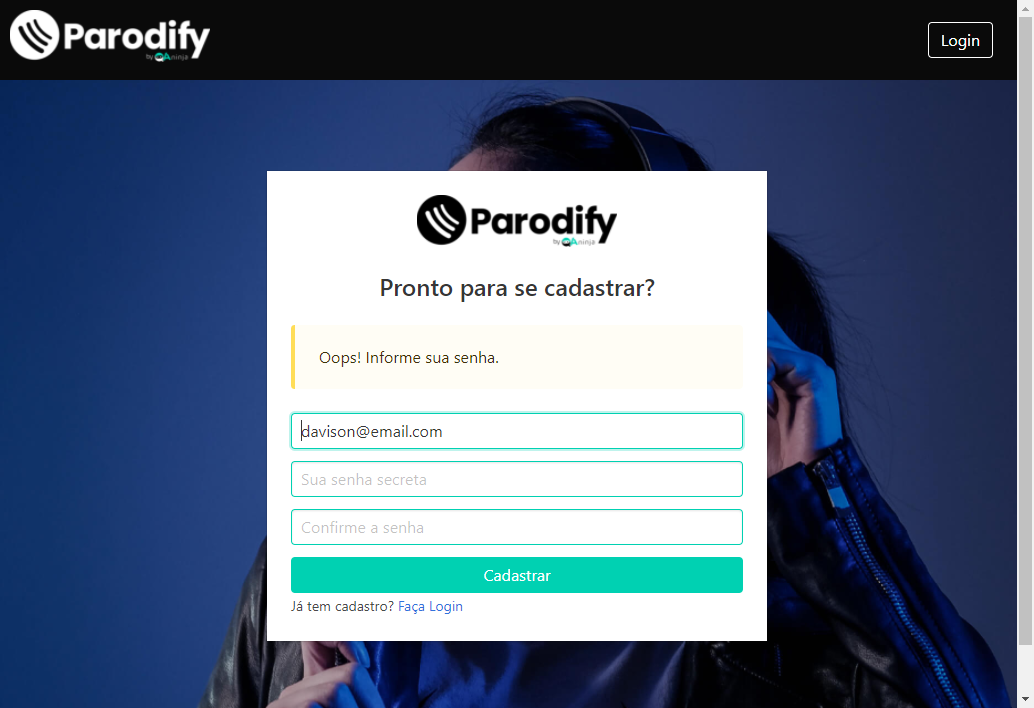 Parodify
by QAninja
Login
Parodify
by QAninja
Pronto para se cadastrar?
Oops! Informe sua senha.
davison@email.com
Sua senha secreta
Confirme a senha
Cadastrar
Já tem cadastro? Faça Login